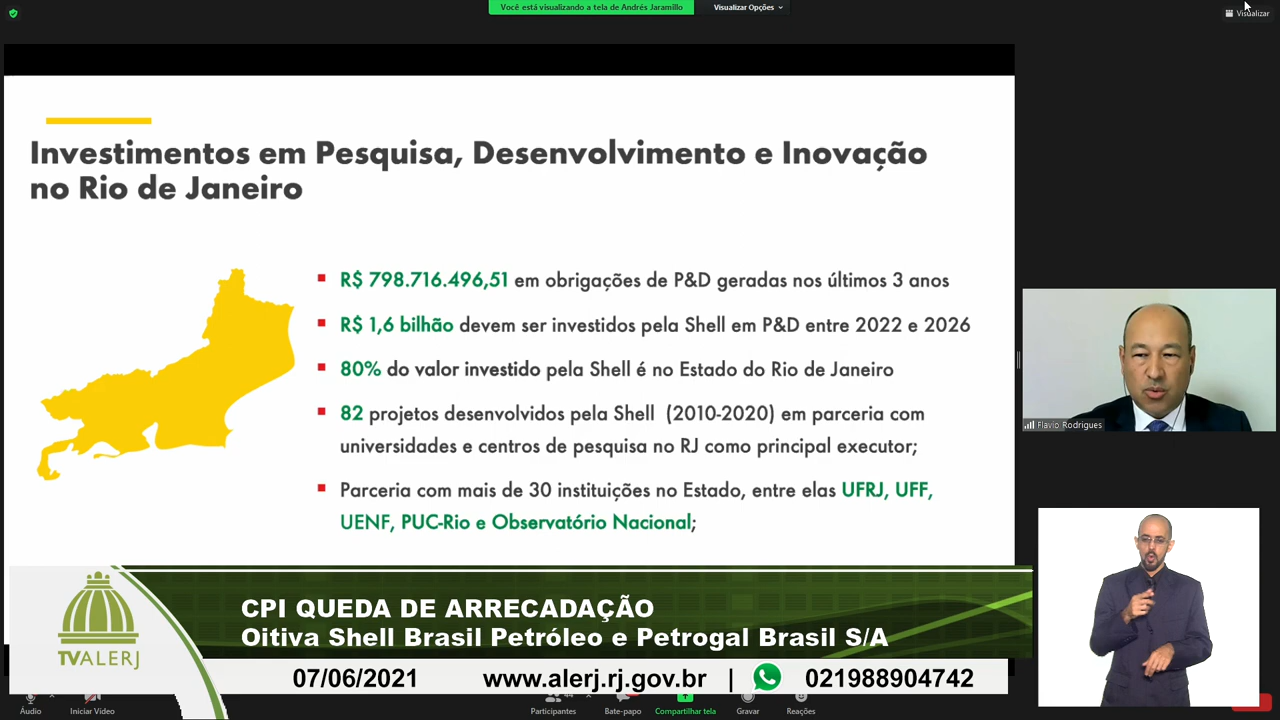 Você está visualizando a tela de Andrés Jaramillo
Visualizar Opções
Visualizar
Investimentos em Pesquisa, Desenvolvimento e Inovação
no Rio de Janeiro
R$ 798.716.496,51 em obrigações de P&D geradas nos últimos 3 anos
R$ 1,6 bilhão devem ser investidos pela Shell em P&D entre 2022 e 2026
80% do valor investido pela Shell é no Estado do Rio de Janeiro
82 projetos desenvolvidos pela Shell (2010-2020) em parceria com
universidades e centros de pesquisa no RJ como principal executor;
Parceria com mais de 30 instituições no Estado, entre elas UFRJ, UFF,
UENF, PUC-Rio e Observatório Nacional;
Flavio Rodrigues
CPI QUEDA DE ARRECADAÇÃO
Oitiva Shell Brasil Petróleo e Petrogal Brasil S/A
TVALERJ
07/06/2021 www.alerj.rj.gov.br | 021988904742
Áudio
Iniciar Vídeo
Participantes
Bate-papo
Compartilhar tela
Gravar
Reações